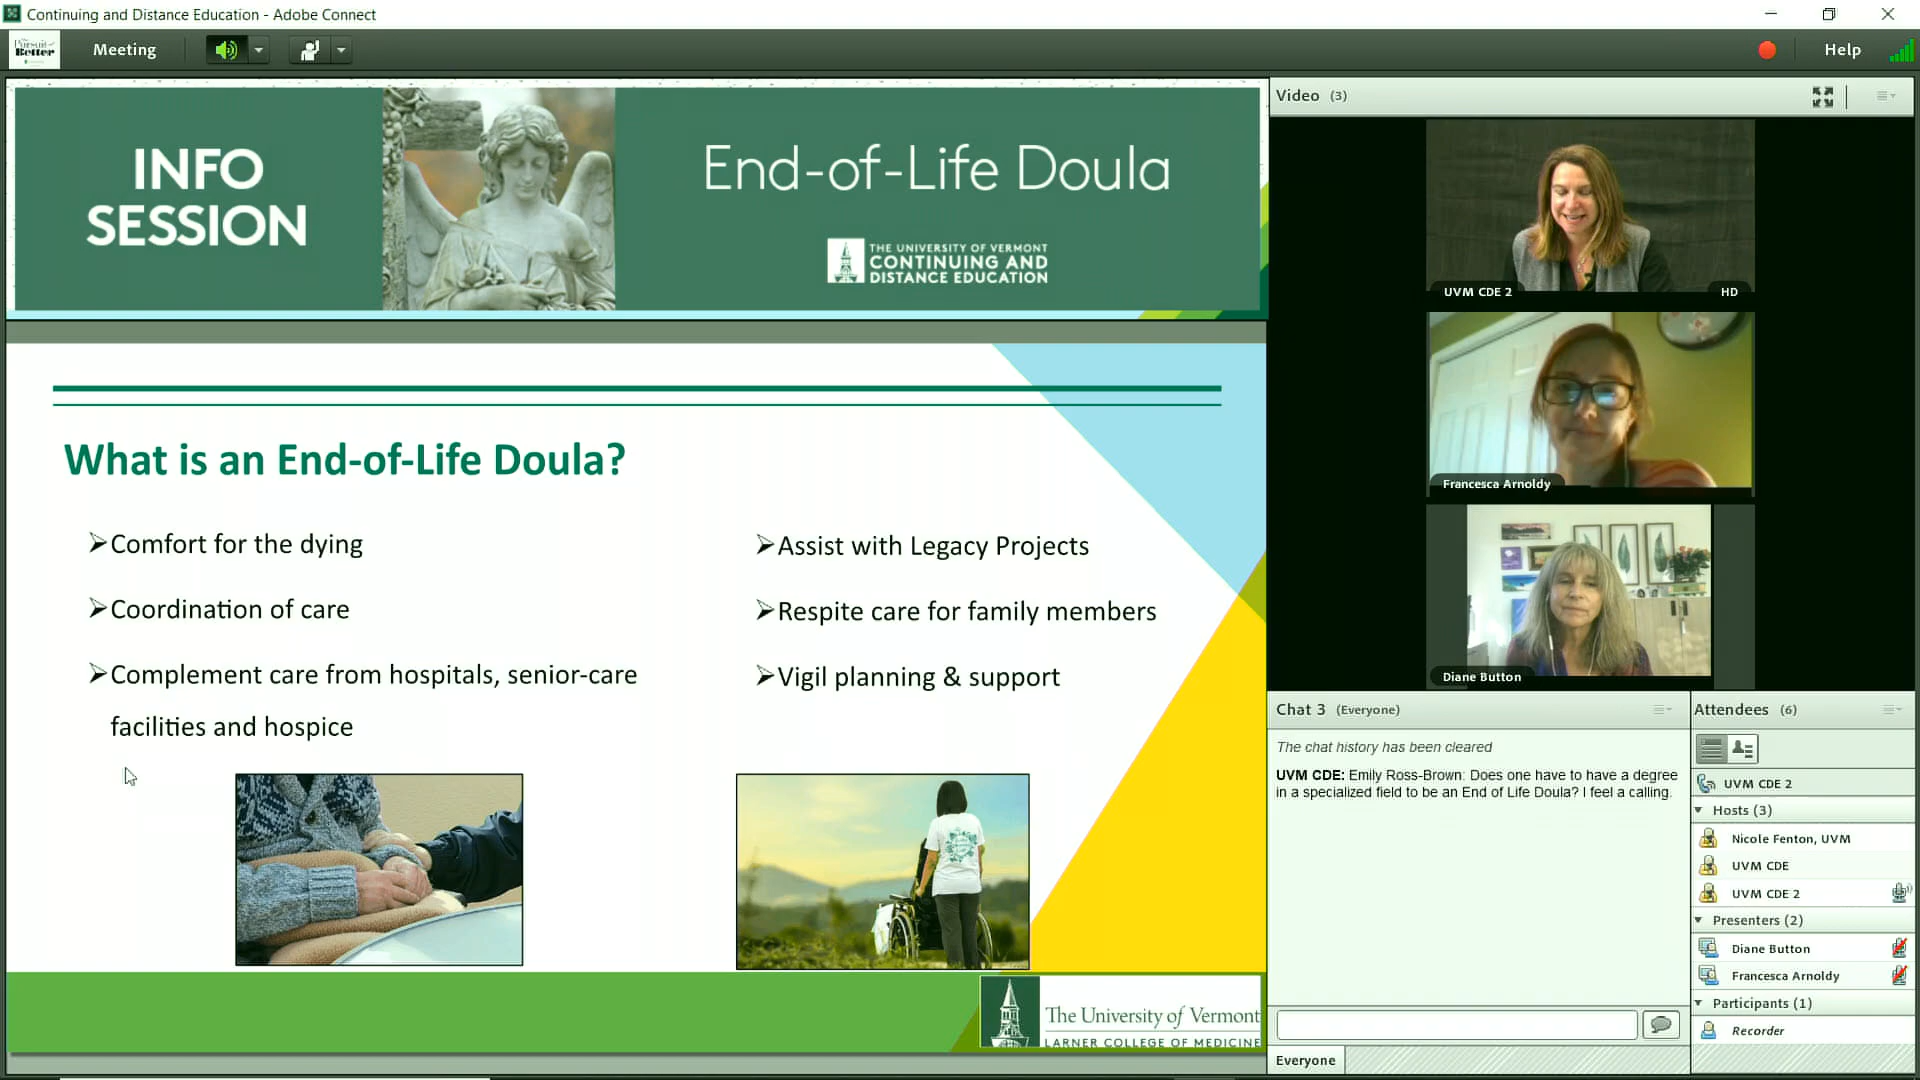 Continuing and Distance Education - Adobe Connect
Pursuit of
Better
Meeting
Help
INFO
SESSION
End-of-Life Doula
THE UNIVERSITY OF VERMONT
CONTINUING AND
DISTANCE EDUCATION
What is an End-of-Life Doula?
Comfort for the dying
Coordination of care
Complement care from hospitals, senior-care
facilities and hospice
Assist with Legacy Projects
Respite care for family members
Vigil planning & support
The University of Vermont
LARNER COLLEGE OF MEDICINE
Video (3)
UVM CDE 2
HD
Francesca Arnoldy
Diane Button
Chat 3 (Everyone)
The chat history has been cleared
UVM CDE: Emily Ross-Brown: Does one have to have a degree
in a specialized field to be an End of Life Doula? I feel a calling.
Everyone
Attendees (6)
UVM CDE 2
Hosts (3)
Nicole Fenton, UVM
UVM CDE
UVM CDE 2
Presenters (2)
Diane Button
Francesca Arnoldy
Participants (1)
Recorder